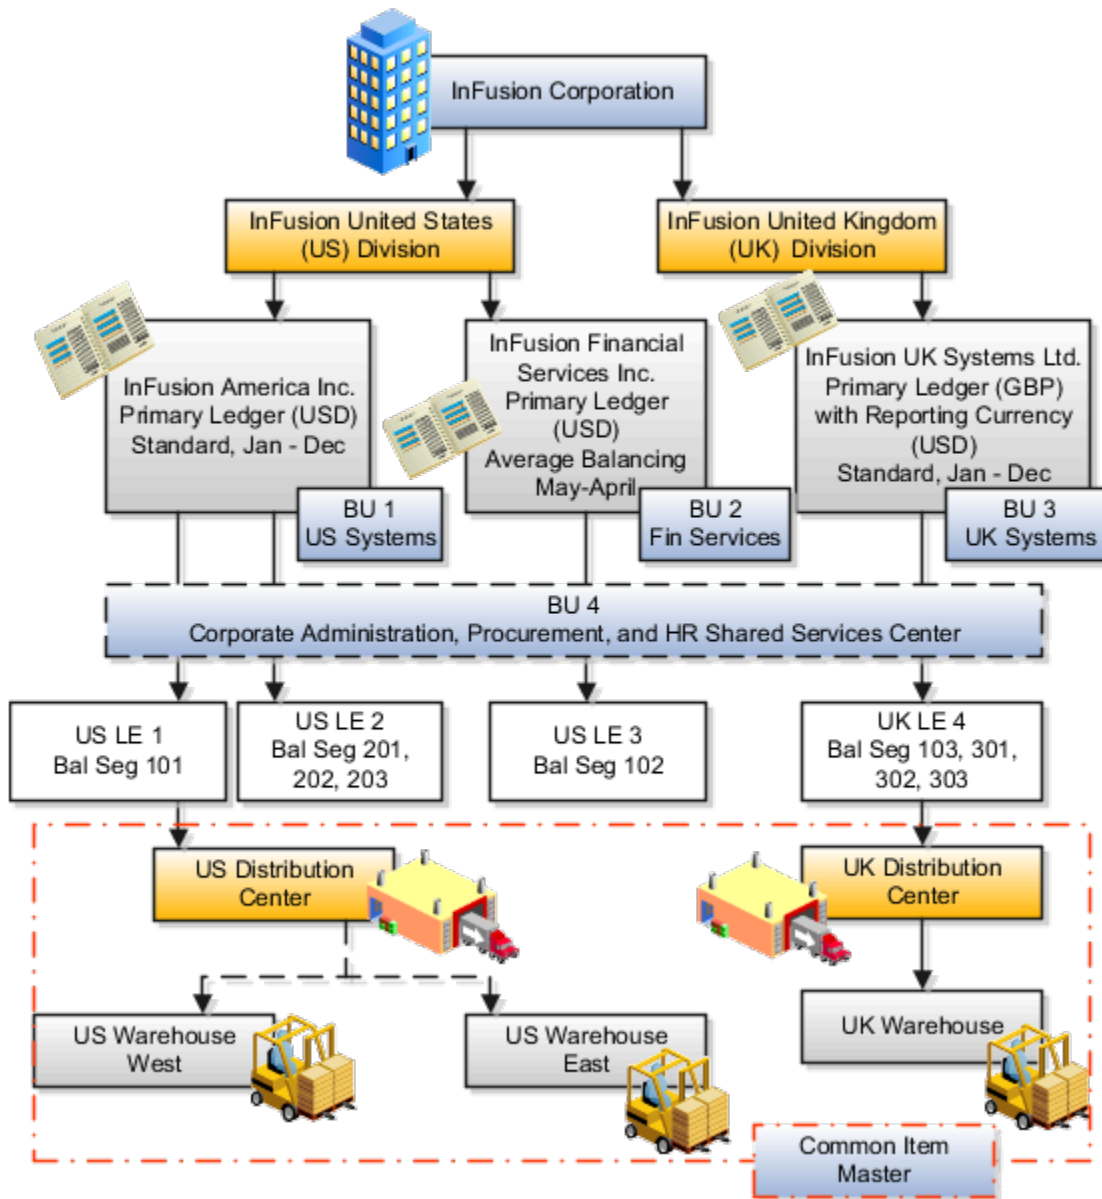 InFusion Corporation
InFusion United States
(US) Division
InFusion United Kingdom
(UK) Division
InFusion America Inc.
Primary Ledger (USD)
Standard, Jan - Dec
InFusion Financial
Services Inc.
Primary Ledger
(USD)
Average Balancing
May-April
InFusion UK Systems Ltd.
Primary Ledger (GBP)
with Reporting Currency
(USD)
Standard, Jan - Dec
BU 1
US Systems
BU 2
Fin Services
BU 3
UK Systems
BU 4
Corporate Administration, Procurement, and HR Shared Services Center
US LE 1
Bal Seg 101
US LE 2
Bal Seg 201,
202, 203
US LE 3
Bal Seg 102
UK LE 4
Bal Seg 103, 301,
302, 303
US Distribution
Center
UK Distribution
Center
US Warehouse
West
US Warehouse
East
UK Warehouse
Common Item
Master